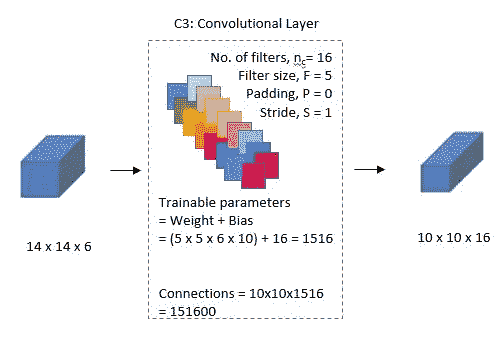 C3: Convolutional Layer
No. of filters, nc= 16
Filter size, F = 5
Padding, P = 0
Stride, S = 1
14 x 14 x 6
Trainable parameters
= Weight + Bias
= (5 x 5 x 6 x 10) + 16 = 1516
Connections = 10x10x1516
= 151600
10 x 10 x 16